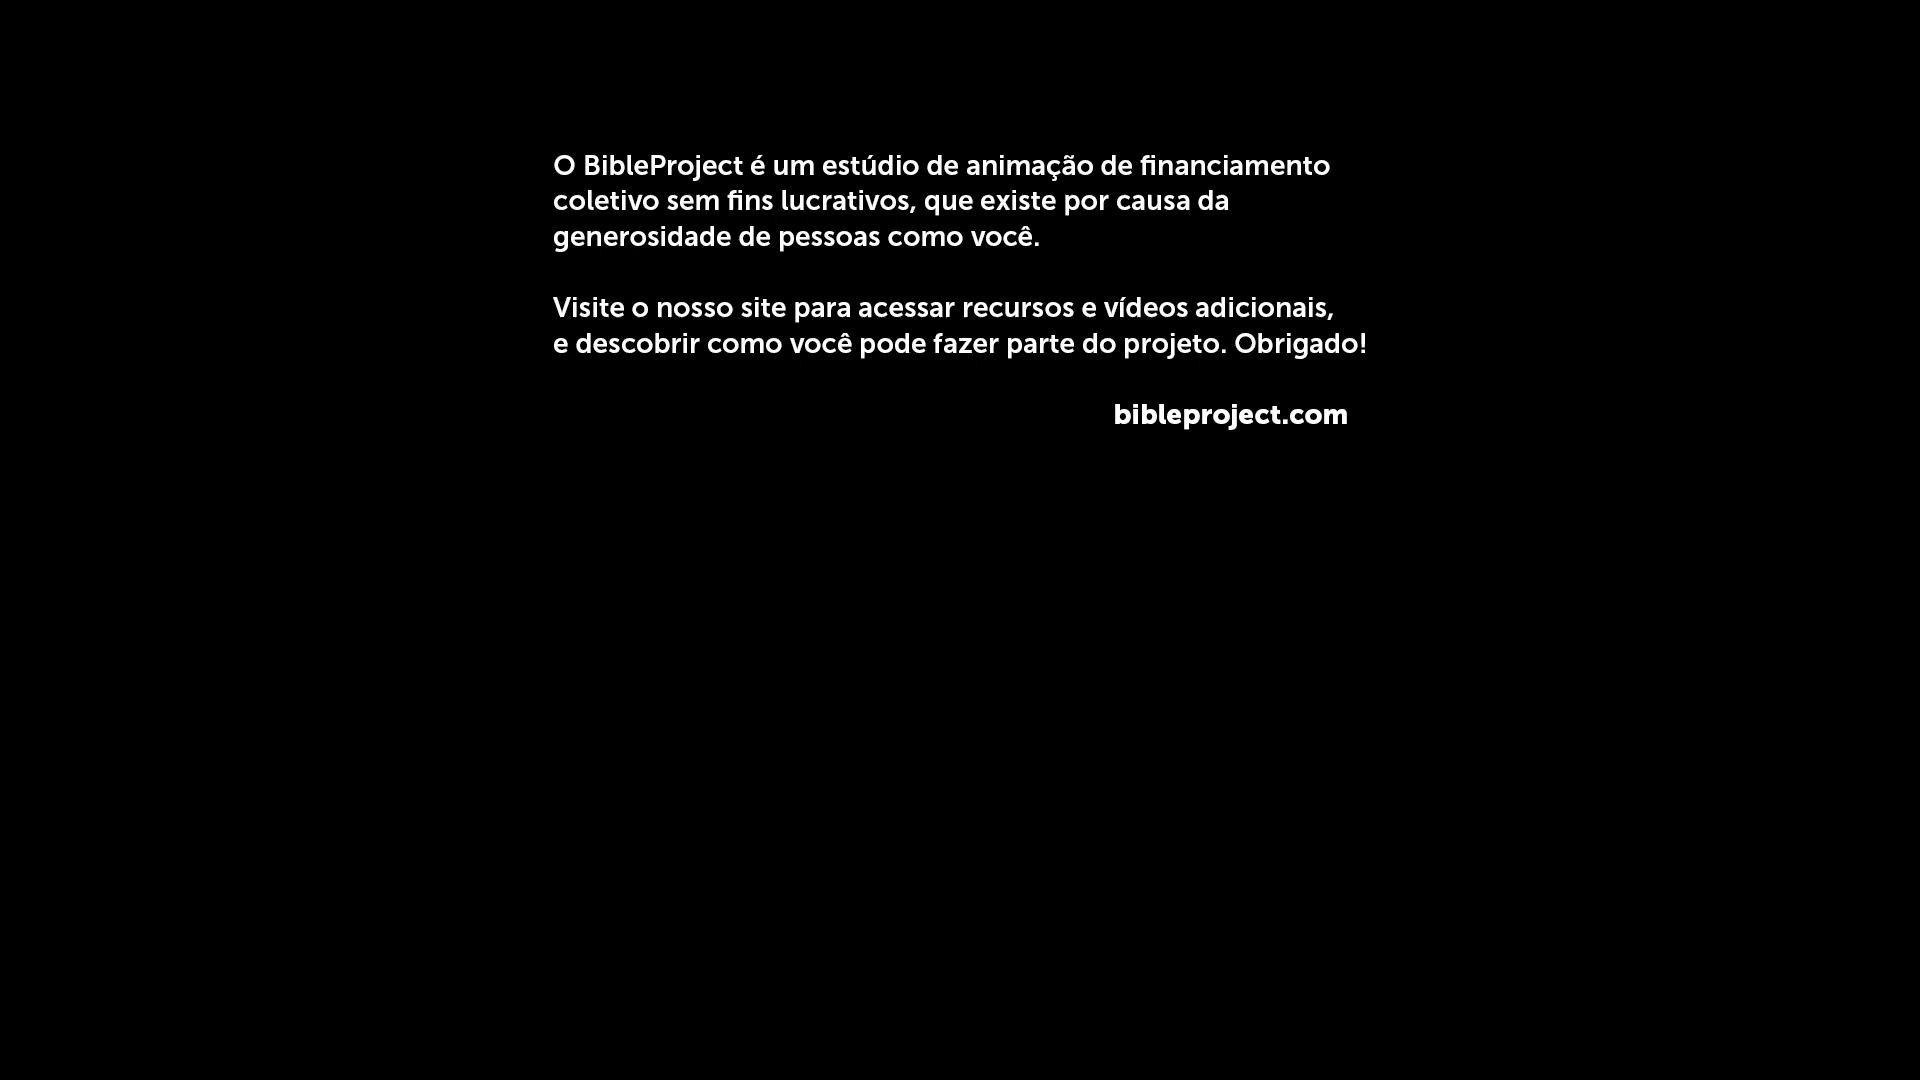 O BibleProject é um estúdio de animação de financiamento
coletivo sem fins lucrativos, que existe por causa da
generosidade de pessoas como você.
Visite o nosso site para acessar recursos e vídeos adicionais,
e descobrir como você pode fazer parte do projeto. Obrigado!
bibleproject.com